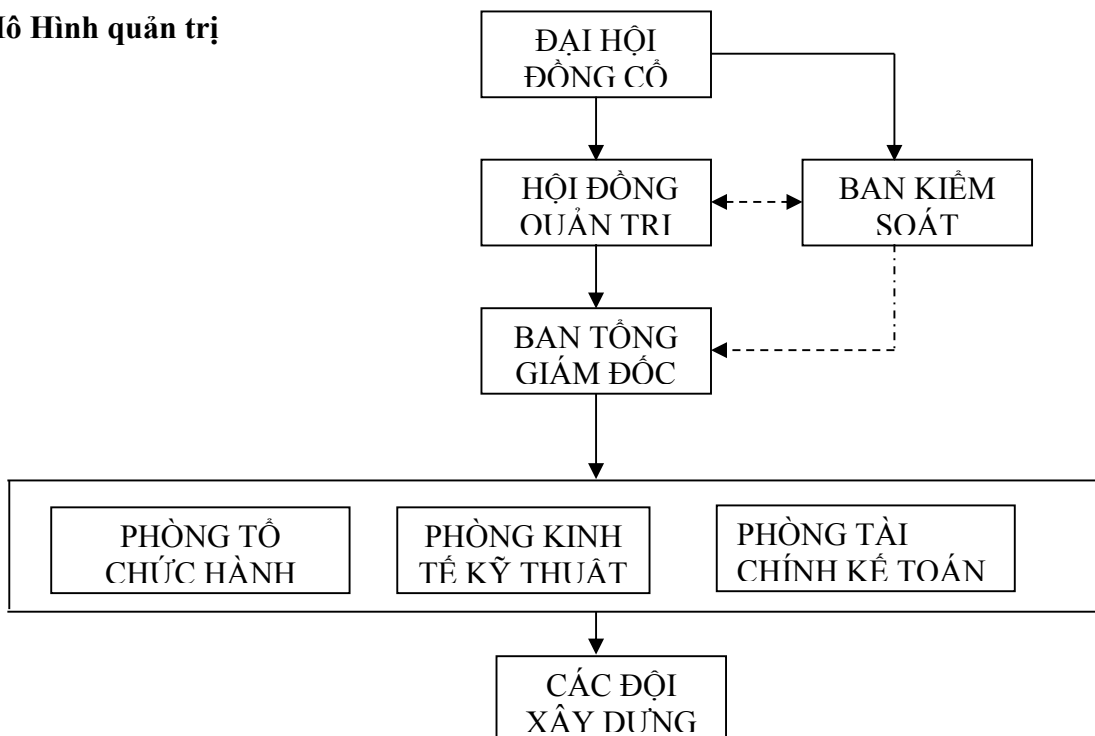 Mô Hình quản trị
ĐẠI HỘI
ĐỒNG CỔ
HỘI ĐỒNG
QUẢN TRỊ
BAN KIỂM
SOÁT
BAN TỔNG
GIÁM ĐỐC
PHÒNG TỔ
CHỨC HÀNH
PHÒNG KINH
TẾ KỸ THUẬT
PHÒNG TÀI
CHÍNH KẾ TOÁN
CÁC ĐỘI
XÂY DỰNG